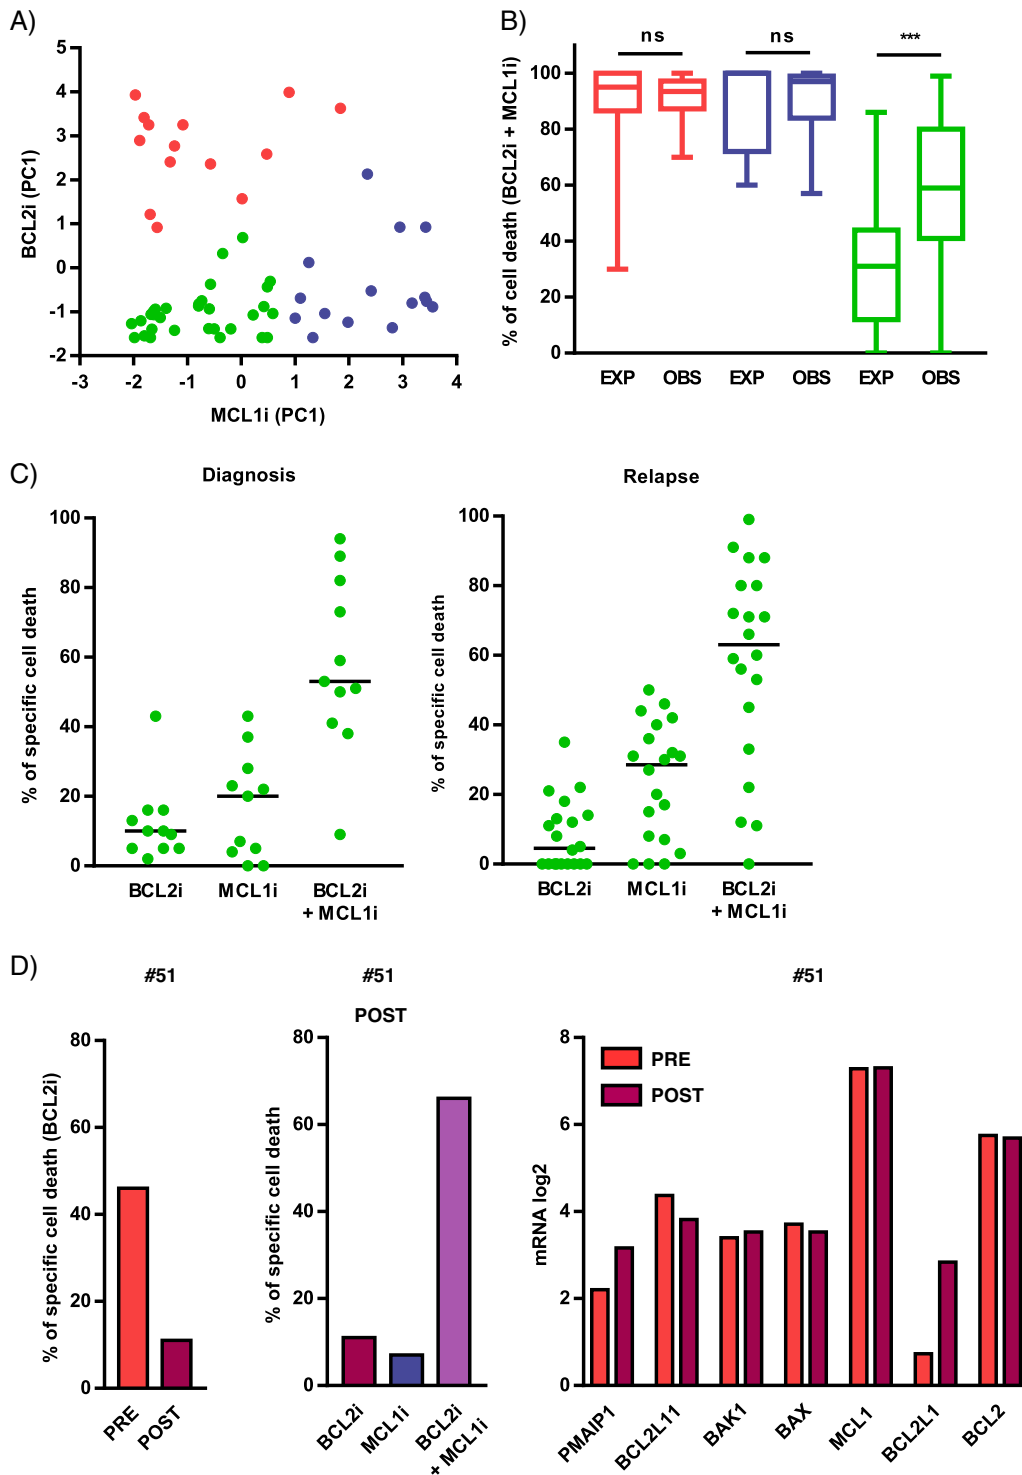 A)
5
4
3
2
1
0
-1
-2
-3
-2
-1
0
1
2
3
4
BCL2i (PC1)
MCL1i (PC1)
B)
ns
ns
***
100
80
60
40
20
0
% of cell death (BCL2i + MCL1i)
EXP
OBS
EXP
OBS
EXP
OBS
C)
Diagnosis
100
80
60
40
20
0
% of specific cell death
BCL2i
MCL1i
BCL2i
+ MCL1i
Relapse
100
80
60
40
20
0
% of specific cell death
BCL2i
MCL1i
BCL2i
+ MCL1i
D)
#51
80
60
40
20
0
% of specific cell death (BCL2i)
PRE
POST
#51
POST
80
60
40
20
0
% of specific cell death
BCL2i
MCL1i
BCL2i
+ MCL1i
#51
8
6
4
2
0
mRNA log2
PRE
POST
PMAIP1
BCL2L11
BAK1
BAX
MCL1
BCL2L1
BCL2